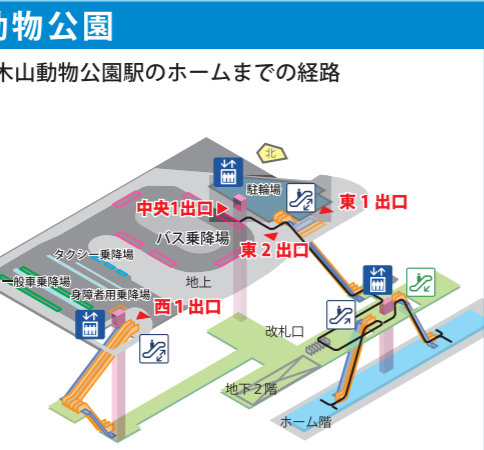 動物公園
木山動物公園駅のホームまでの経路
北
駐輪場
中央1出口
東1出口
バス乗降場
東2出口
タクシー乗降場
一般車乗降場
地上
身障者用乗降場
西1出口
改札口
地下2階
ホーム階